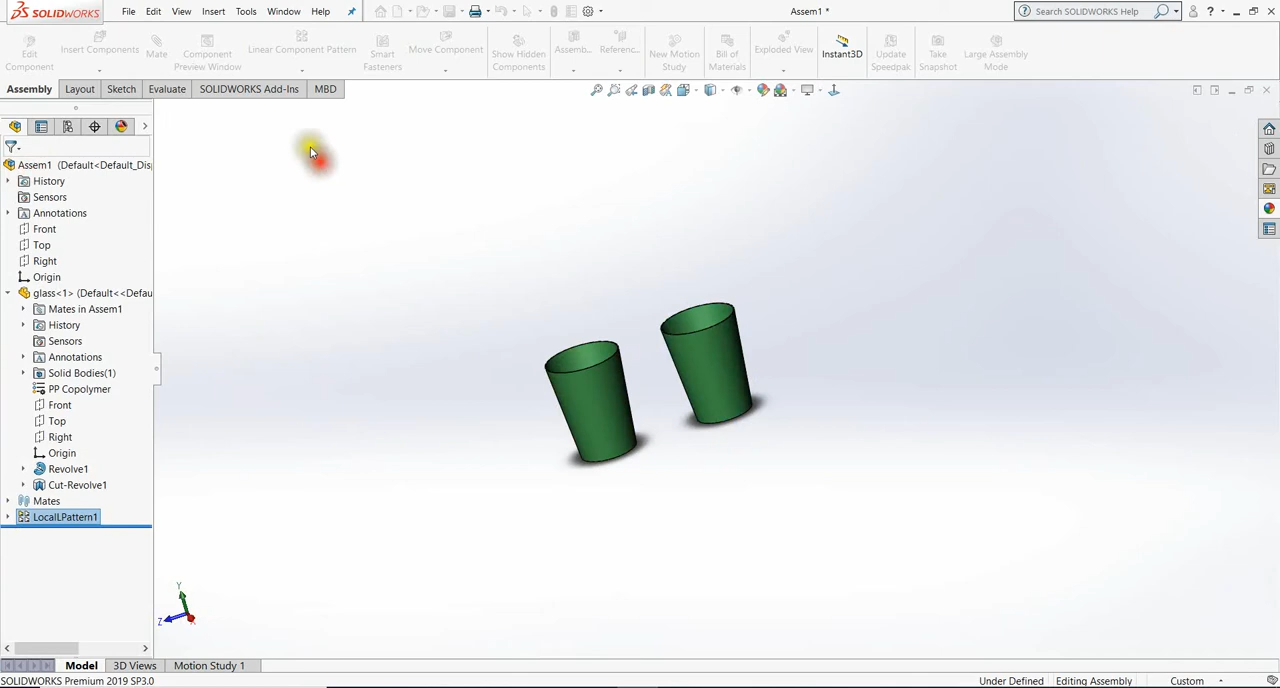 SOLIDWORKS File Edit View Insert Tools Window Help Assem1 * Search SOLIDWORKS Help ?
Edit Component Insert Components Mate Component Preview Window Linear Component Pattern Smart Fasteners Move Component Show Hidden Components Assemb... Referenc... New Motion Study Bill of Materials Exploded View Instant3D Update Speedpak Take Snapshot Large Assembly Mode
Assembly Layout Sketch Evaluate SOLIDWORKS Add-Ins MBD
Assem1 (Default<Default_Disp
History
Sensors
Annotations
Front
Top
Right
Origin
glass<1> (Default<<Defau
Mates in Assem1
History
Sensors
Annotations
Solid Bodies(1)
PP Copolymer
Front
Top
Right
Origin
Revolve1
Cut-Revolve1
Mates
LocalLPattern1
Y
Z
Model 3D Views Motion Study 1
SOLIDWORKS Premium 2019 SP3.0 Under Defined Editing Assembly Custom